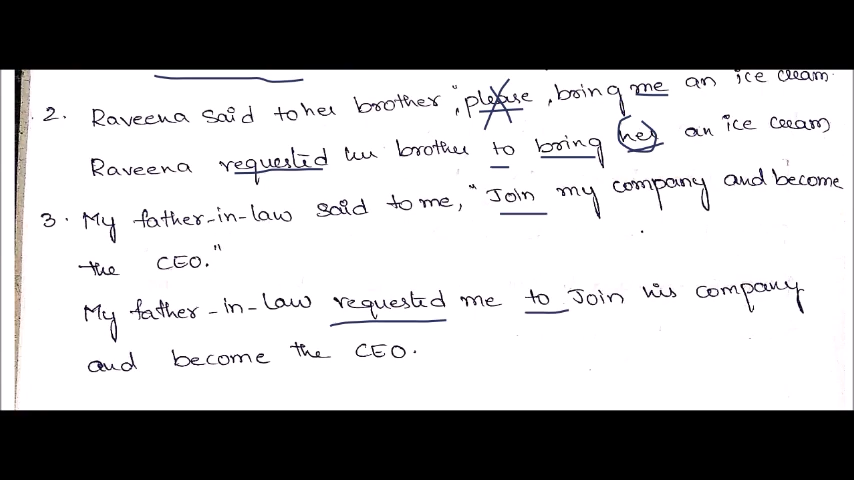 2. Raveena said to her brother, "please, bring me an ice cream.
Raveena requested her brother to bring her an ice cream
3. My father-in-law said to me, "Join my company and become
the CEO."
My father-in-law requested me to Join his company
and become the CEO.